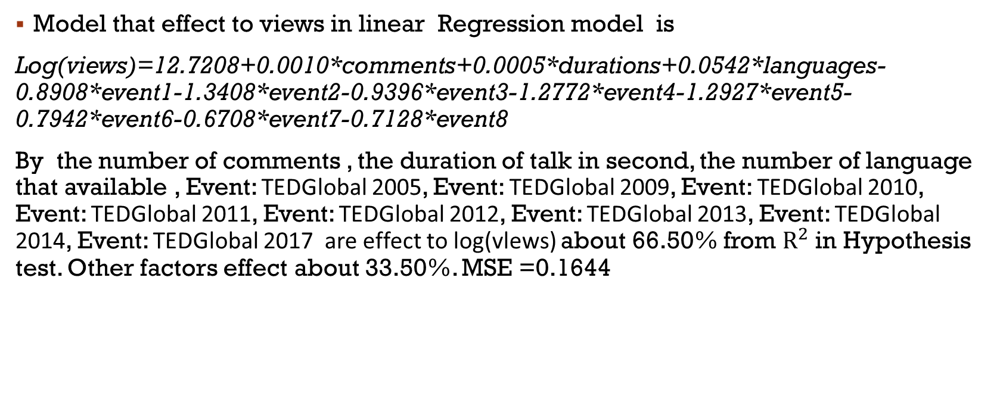 ▪ Model that effect to views in linear Regression model is
Log(views)=12.7208+0.0010*comments+0.0005*durations+0.0542*languages-
0.8908*event1-1.3408*event2-0.9396*event3-1.2772*event4-1.2927*event5-
0.7942*event6-0.6708*event7-0.7128*event8
By the number of comments , the duration of talk in second, the number of language
that available , Event: TEDGlobal 2005, Event: TEDGlobal 2009, Event: TEDGlobal 2010,
Event: TEDGlobal 2011, Event: TEDGlobal 2012, Event: TEDGlobal 2013, Event: TEDGlobal
2014, Event: TEDGlobal 2017 are effect to log(vIews) about 66.50% from R² in Hypothesis
test. Other factors effect about 33.50%. MSE =0.1644